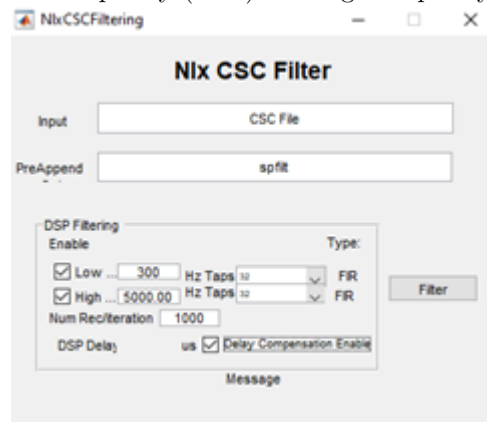 NlxCSCFiltering
Nlx CSC Filter
Input CSC File
PreAppend spfilt
DSP Filtering
Enable Type:
Low ... 300 Hz Taps 32 FIR
High ... 5000.00 Hz Taps 32 FIR
Filter
Num Rec/iteration 1000
DSP Delay us Delay Compensation Enable
Message